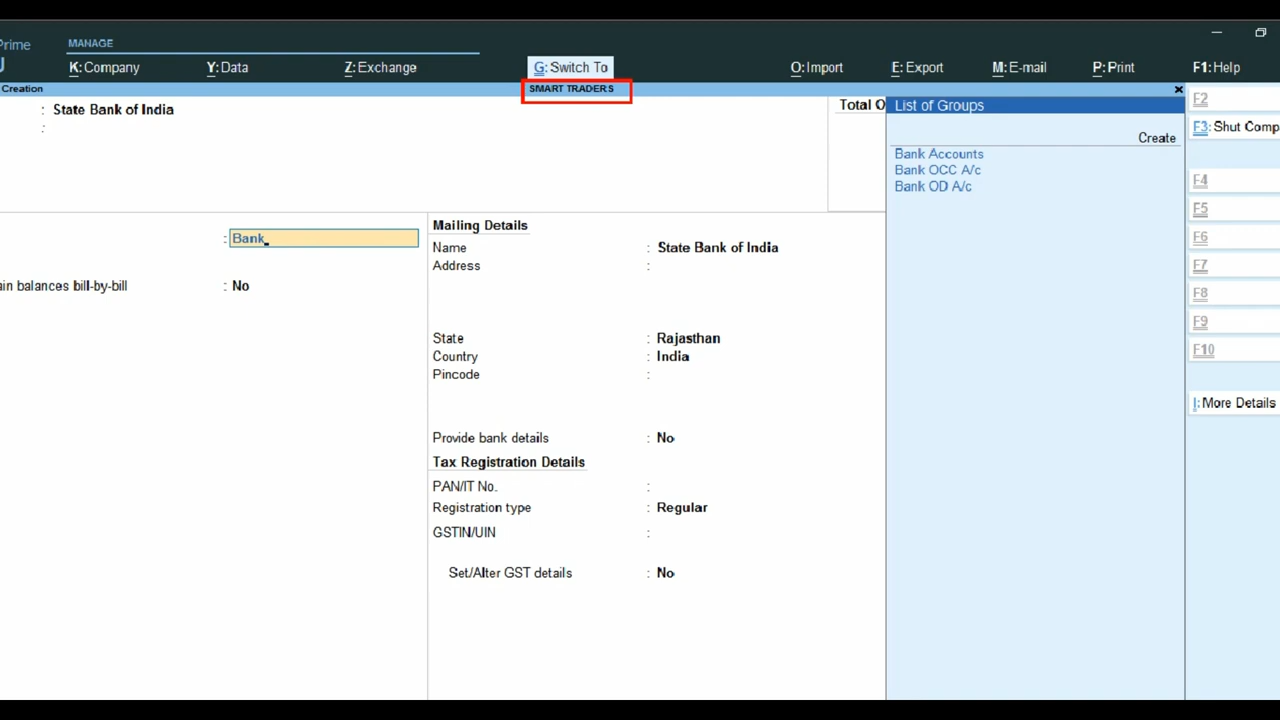 Prime
MANAGE
K:Company
Y:Data
Z:Exchange
G:Switch To
O:Import
E:Export
M:E-mail
P:Print
F1:Help
Creation
SMART TRADERS
: State Bank of India
:
Total O
List of Groups
Create
Bank Accounts
Bank OCC A/c
Bank OD A/c
: Bank
ain balances bill-by-bill : No
Mailing Details
Name : State Bank of India
Address :
State : Rajasthan
Country : India
Pincode :
Provide bank details : No
Tax Registration Details
PAN/IT No. :
Registration type : Regular
GSTIN/UIN :
Set/Alter GST details : No
F2
F3: Shut Comp
F4
F5
F6
F7
F8
F9
F10
I: More Details